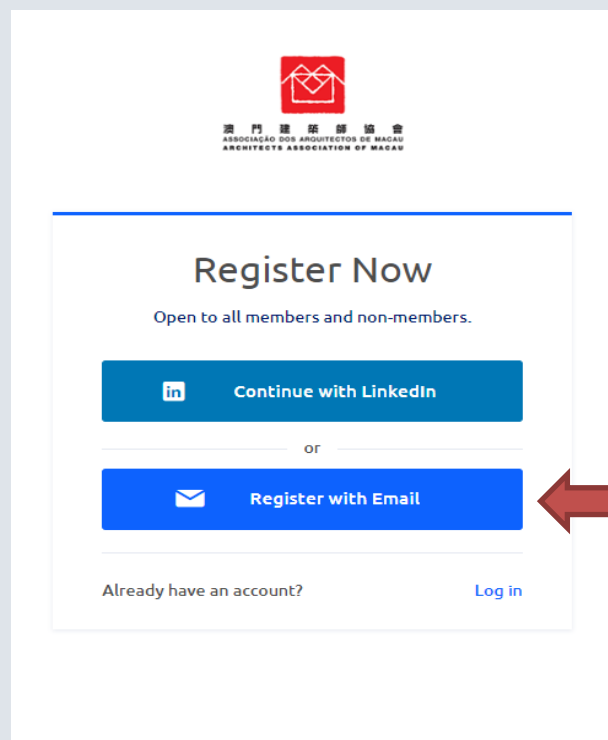 澳門建築師協會
ASSOCIAÇÃO DOS ARQUITECTOS DE MACAU
ARCHITECTS ASSOCIATION OF MACAU
Register Now
Open to all members and non-members.
in Continue with LinkedIn
or
Register with Email
Already have an account? Log in